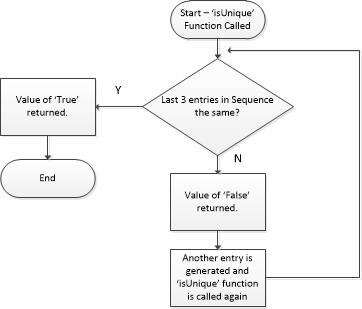 Start – ‘isUnique’
Function Called
Last 3 entries in Sequence
the same?
Y
Value of ‘True’
returned.
End
N
Value of ‘False’
returned.
Another entry is
generated and
‘isUnique’ function
is called again